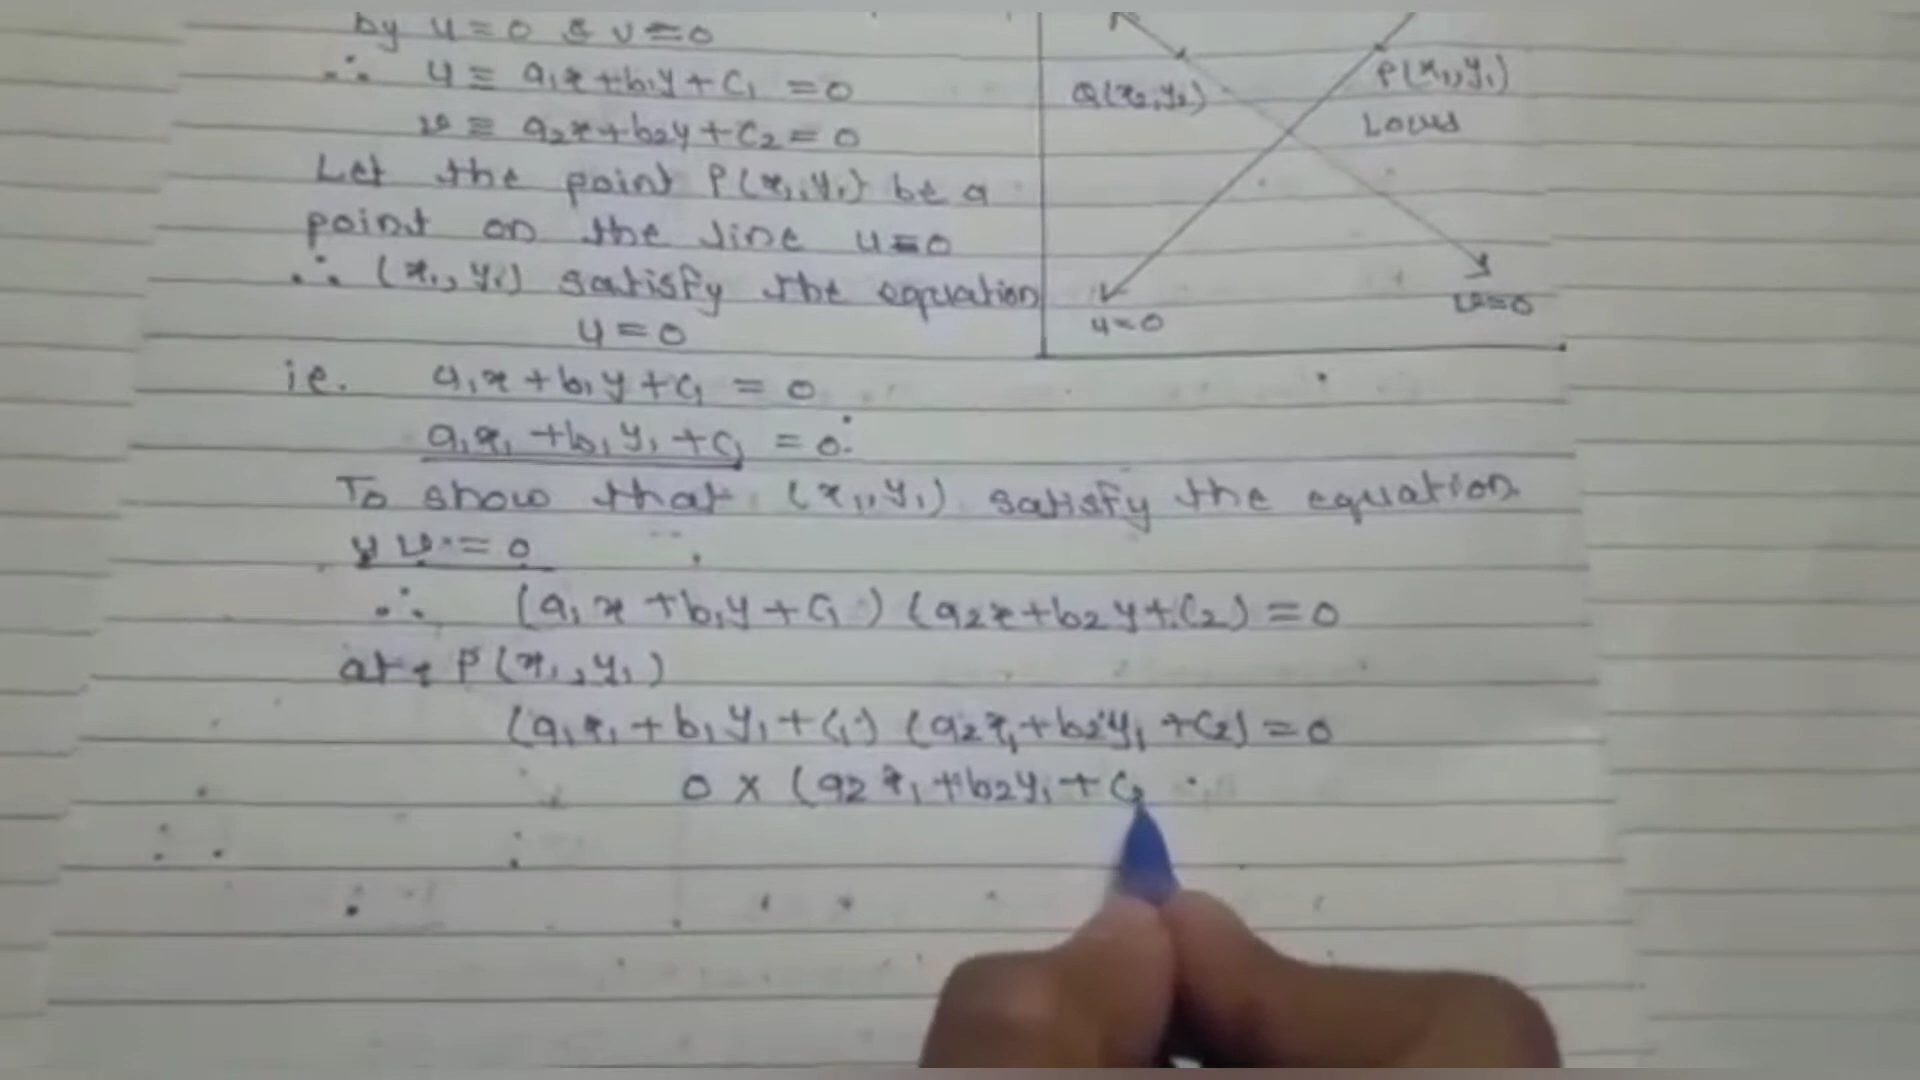 by u = 0 & v = 0
∴ u ≡ a₁x + b₁y + c₁ = 0
v ≡ a₂x + b₂y + c₂ = 0
Let the point P(x₁, y₁) be a
point on the line u = 0
∴ (x₁, y₁) satisfy the equation
u = 0
i.e. a₁x + b₁y + c₁ = 0
a₁x₁ + b₁y₁ + c₁ = 0
To show that (x₁, y₁) satisfy the equation
u v = 0
∴ (a₁x + b₁y + c₁) (a₂x + b₂y + c₂) = 0
at P(x₁, y₁)
(a₁x₁ + b₁y₁ + c₁) (a₂x₁ + b₂y₁ + c₂) = 0
0 × (a₂x₁ + b₂y₁ + c₂
Q(x₂, y₂)
P(x₁, y₁)
Locus
u = 0
v = 0